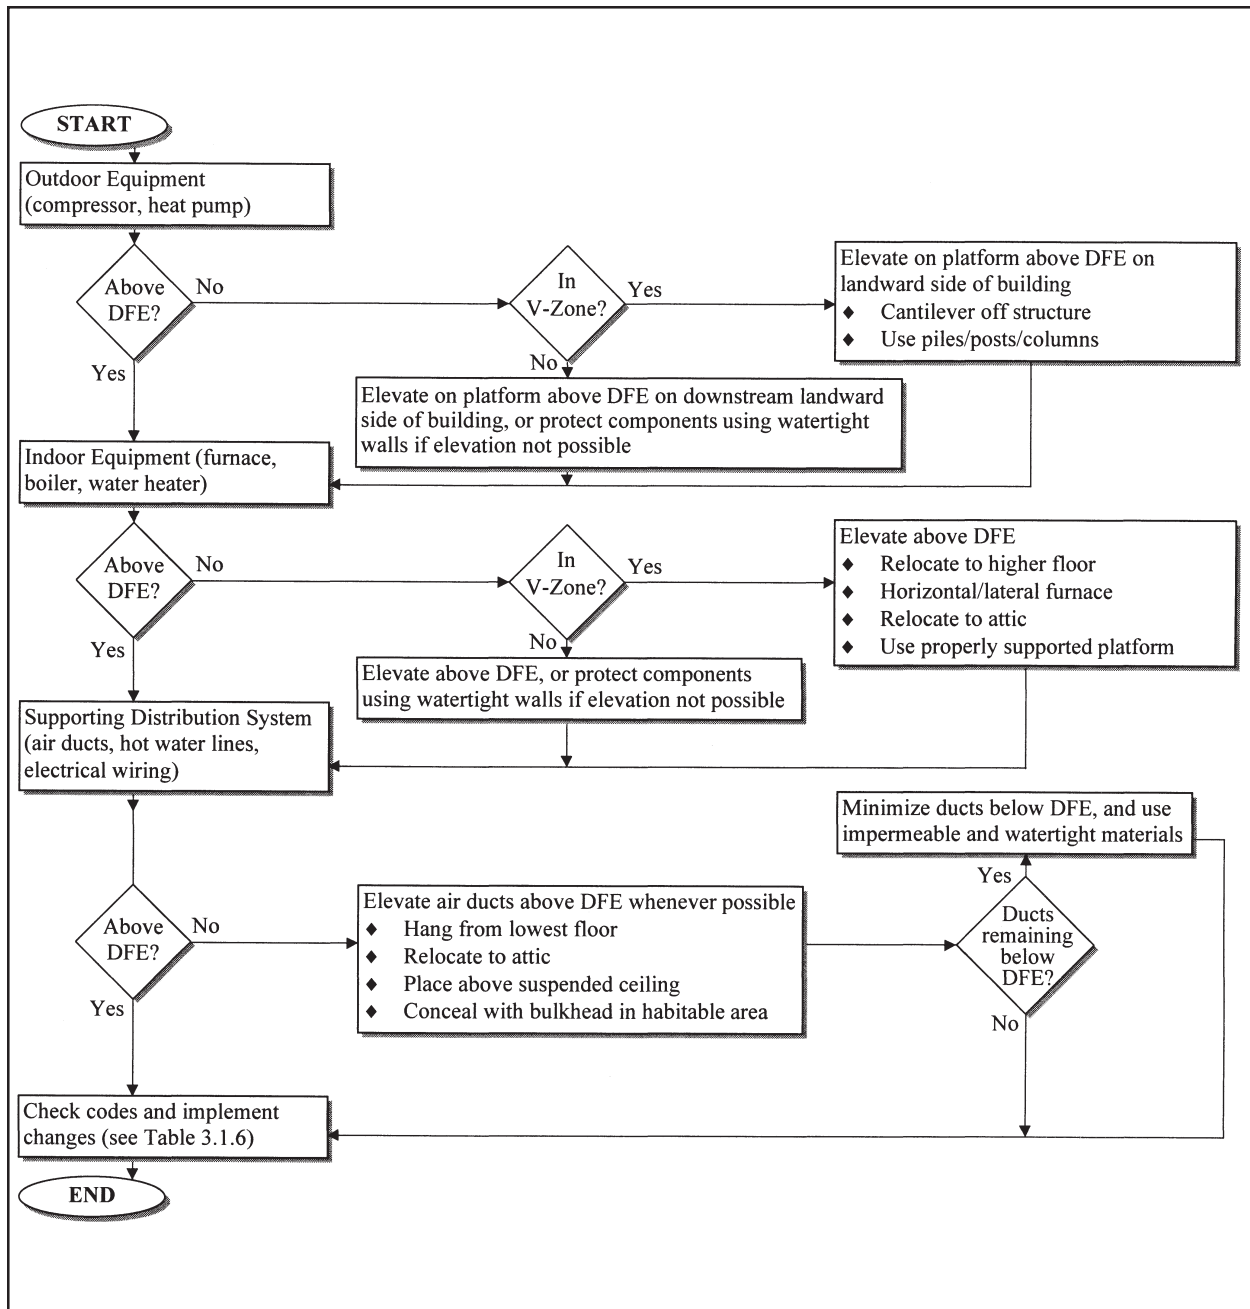 START
Outdoor Equipment
(compressor, heat pump)
Above
DFE?
No
Yes
In
V-Zone?
Yes
No
Elevate on platform above DFE on
landward side of building
♦ Cantilever off structure
♦ Use piles/posts/columns
Elevate on platform above DFE on downstream landward
side of building, or protect components using watertight
walls if elevation not possible
Indoor Equipment (furnace,
boiler, water heater)
Above
DFE?
No
Yes
In
V-Zone?
Yes
No
Elevate above DFE
♦ Relocate to higher floor
♦ Horizontal/lateral furnace
♦ Relocate to attic
♦ Use properly supported platform
Elevate above DFE, or protect components
using watertight walls if elevation not possible
Supporting Distribution System
(air ducts, hot water lines,
electrical wiring)
Above
DFE?
No
Yes
Elevate air ducts above DFE whenever possible
♦ Hang from lowest floor
♦ Relocate to attic
♦ Place above suspended ceiling
♦ Conceal with bulkhead in habitable area
Minimize ducts below DFE, and use
impermeable and watertight materials
Yes
Ducts
remaining
below
DFE?
No
Check codes and implement
changes (see Table 3.1.6)
END